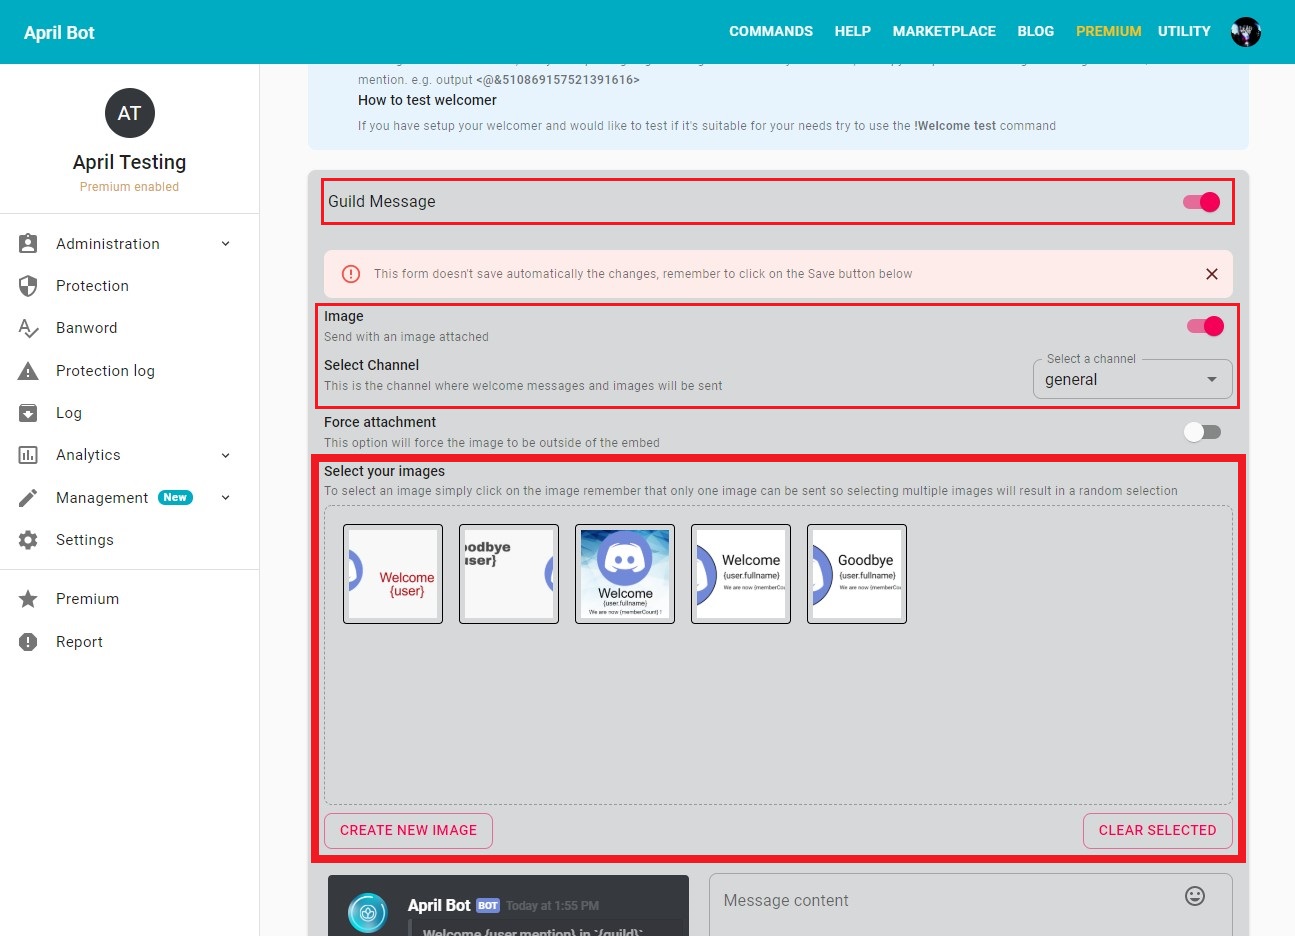 April Bot
COMMANDS HELP MARKETPLACE BLOG PREMIUM UTILITY
AT
April Testing
Premium enabled
Administration
Protection
Banword
Protection log
Log
Analytics
Management New
Settings
Premium
Report
mention. e.g. output <@&510869157521391616>
How to test welcomer
If you have setup your welcomer and would like to test if it's suitable for your needs try to use the !Welcome test command
Guild Message
This form doesn't save automatically the changes, remember to click on the Save button below
Image
Send with an image attached
Select Channel
This is the channel where welcome messages and images will be sent
Select a channel
general
Force attachment
This option will force the image to be outside of the embed
Select your images
To select an image simply click on the image remember that only one image can be sent so selecting multiple images will result in a random selection
Welcome
{user}
oodbye
user}
Welcome
{user.fullname}
We are now {memberCount} !
Welcome
{user.fullname}
We are now {memberCou
Goodbye
{user.fullname}
We are now {memberCou
CREATE NEW IMAGE
CLEAR SELECTED
April Bot BOT Today at 1:55 PM
Welcome {user.mention} in `{guild}`
Message content